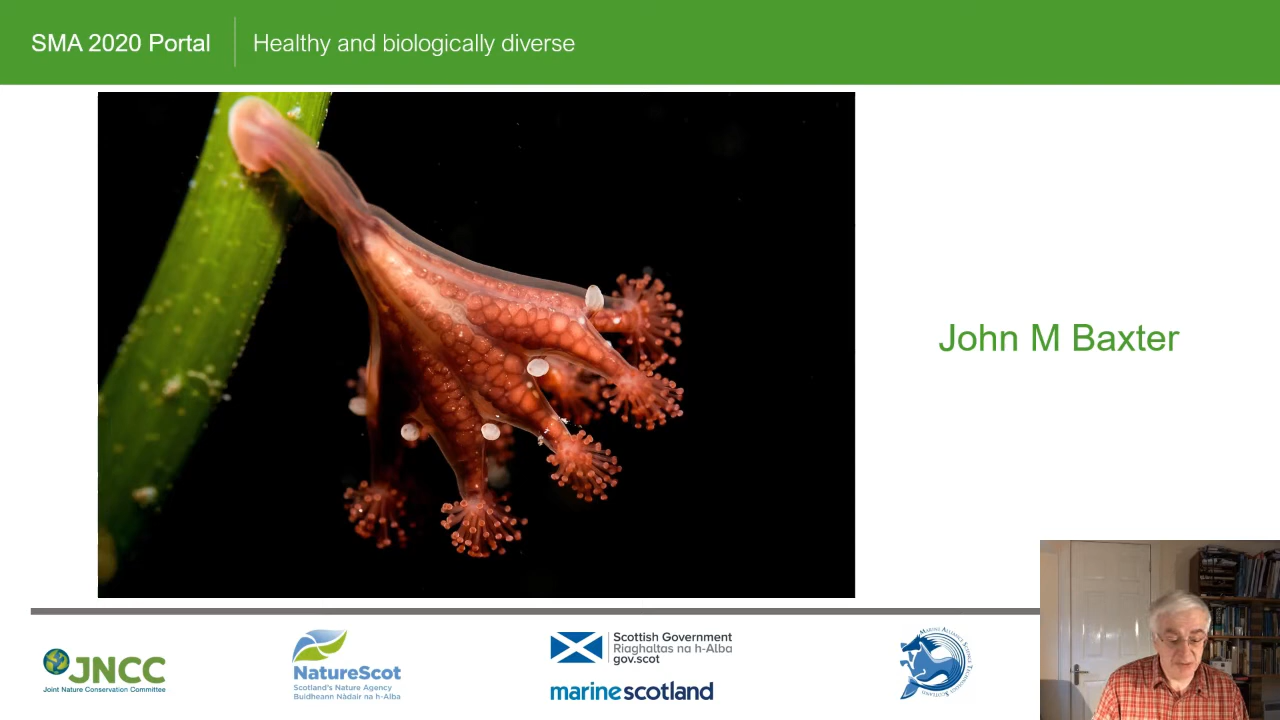 SMA 2020 Portal
Healthy and biologically diverse
John M Baxter
JNCC
Joint Nature Conservation Committee
NatureScot
Scotland's Nature Agency
Buidheann Nàdair na h-Alba
Scottish Government
Riaghaltas na h-Alba
gov.scot
marinescotland